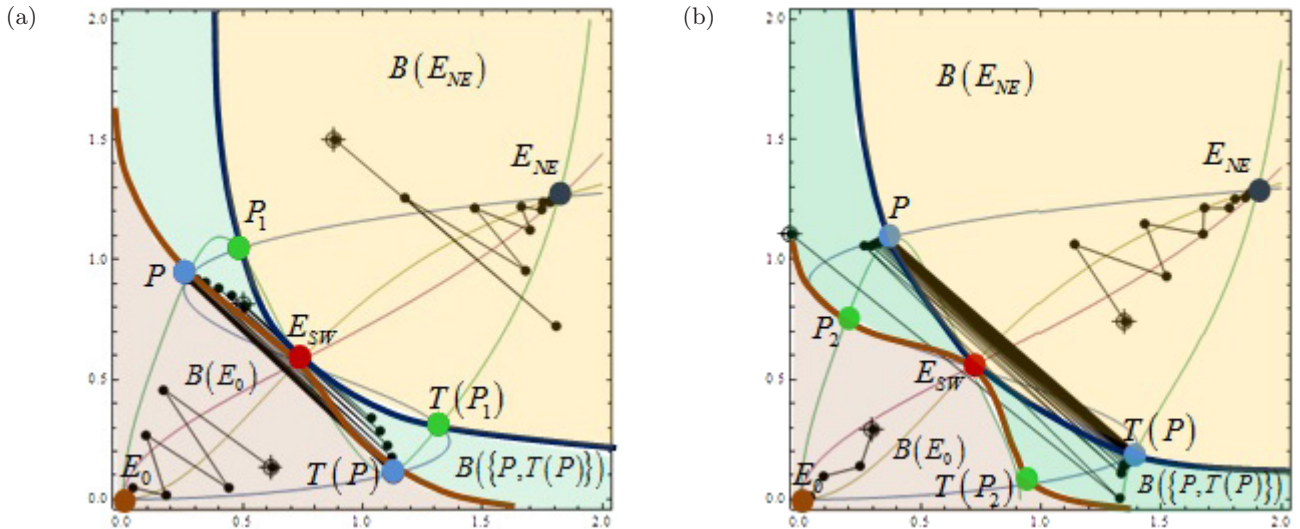 (a)
2.0
B(E_NE)
1.5
E_NE
P_1
1.0
P
E_SW
0.5
B(E_0)
T(P_1)
E_0
T(P)
B({P,T(P)})
0.0
0.0 0.5 1.0 1.5 2.0
(b)
2.0
B(E_NE)
1.5
E_NE
P
1.0
P_2
E_SW
0.5
T(P)
B(E_0)
E_0
T(P_2)
B({P,T(P)})
0.0
0.0 0.5 1.0 1.5 2.0